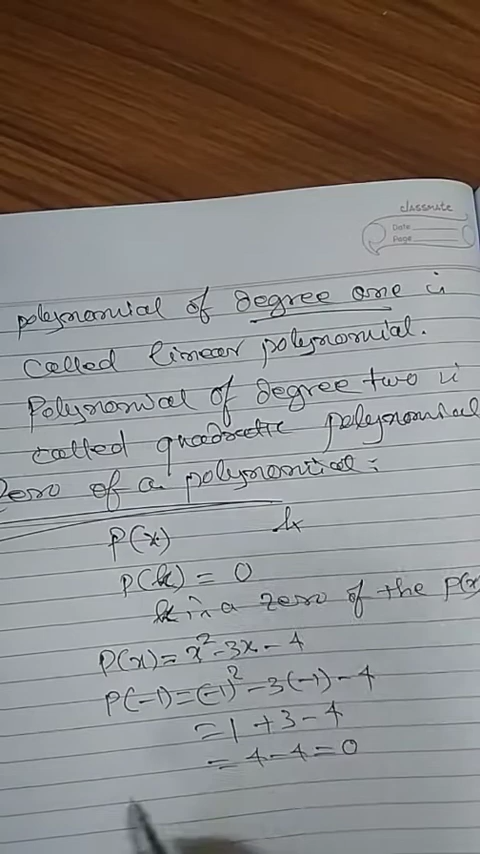 classmate
Date
Page
polynomial of degree one is
called linear polynomial.
Polynomial of degree two is
called quadratic polynomial
Zero of a polynomial:
P(x) k
P(k) = 0
k is a zero of the P(x)
P(x) = x² - 3x - 4
P(-1) = (-1)² - 3(-1) - 4
= 1 + 3 - 4
= 4 - 4 = 0